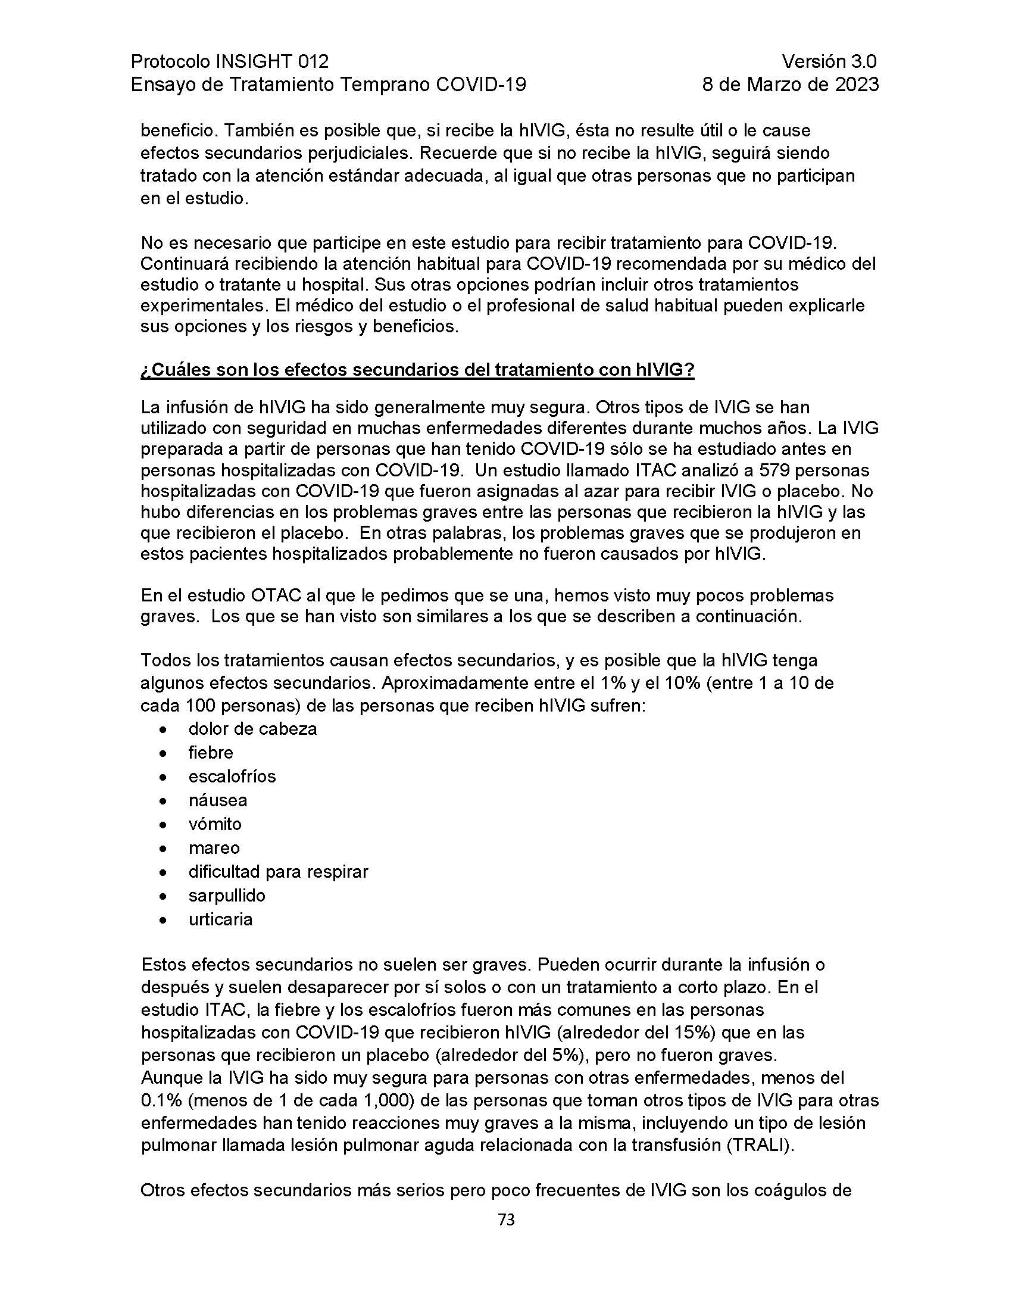 Protocolo INSIGHT 012 Versión 3.0
Ensayo de Tratamiento Temprano COVID-19 8 de Marzo de 2023
beneficio. También es posible que, si recibe la hIVIG, ésta no resulte útil o le cause
efectos secundarios perjudiciales. Recuerde que si no recibe la hIVIG, seguirá siendo
tratado con la atención estándar adecuada, al igual que otras personas que no participan
en el estudio.
No es necesario que participe en este estudio para recibir tratamiento para COVID-19.
Continuará recibiendo la atención habitual para COVID-19 recomendada por su médico del
estudio o tratante u hospital. Sus otras opciones podrían incluir otros tratamientos
experimentales. El médico del estudio o el profesional de salud habitual pueden explicarle
sus opciones y los riesgos y beneficios.
¿Cuáles son los efectos secundarios del tratamiento con hIVIG?
La infusión de hIVIG ha sido generalmente muy segura. Otros tipos de IVIG se han
utilizado con seguridad en muchas enfermedades diferentes durante muchos años. La IVIG
preparada a partir de personas que han tenido COVID-19 sólo se ha estudiado antes en
personas hospitalizadas con COVID-19. Un estudio llamado ITAC analizó a 579 personas
hospitalizadas con COVID-19 que fueron asignadas al azar para recibir IVIG o placebo. No
hubo diferencias en los problemas graves entre las personas que recibieron la hIVIG y las
que recibieron el placebo. En otras palabras, los problemas graves que se produjeron en
estos pacientes hospitalizados probablemente no fueron causados por hIVIG.
En el estudio OTAC al que le pedimos que se una, hemos visto muy pocos problemas
graves. Los que se han visto son similares a los que se describen a continuación.
Todos los tratamientos causan efectos secundarios, y es posible que la hIVIG tenga
algunos efectos secundarios. Aproximadamente entre el 1% y el 10% (entre 1 a 10 de
cada 100 personas) de las personas que reciben hIVIG sufren:
• dolor de cabeza
• fiebre
• escalofríos
• náusea
• vómito
• mareo
• dificultad para respirar
• sarpullido
• urticaria
Estos efectos secundarios no suelen ser graves. Pueden ocurrir durante la infusión o
después y suelen desaparecer por sí solos o con un tratamiento a corto plazo. En el
estudio ITAC, la fiebre y los escalofríos fueron más comunes en las personas
hospitalizadas con COVID-19 que recibieron hIVIG (alrededor del 15%) que en las
personas que recibieron un placebo (alrededor del 5%), pero no fueron graves.
Aunque la IVIG ha sido muy segura para personas con otras enfermedades, menos del
0.1% (menos de 1 de cada 1,000) de las personas que toman otros tipos de IVIG para otras
enfermedades han tenido reacciones muy graves a la misma, incluyendo un tipo de lesión
pulmonar llamada lesión pulmonar aguda relacionada con la transfusión (TRALI).
Otros efectos secundarios más serios pero poco frecuentes de IVIG son los coágulos de
73